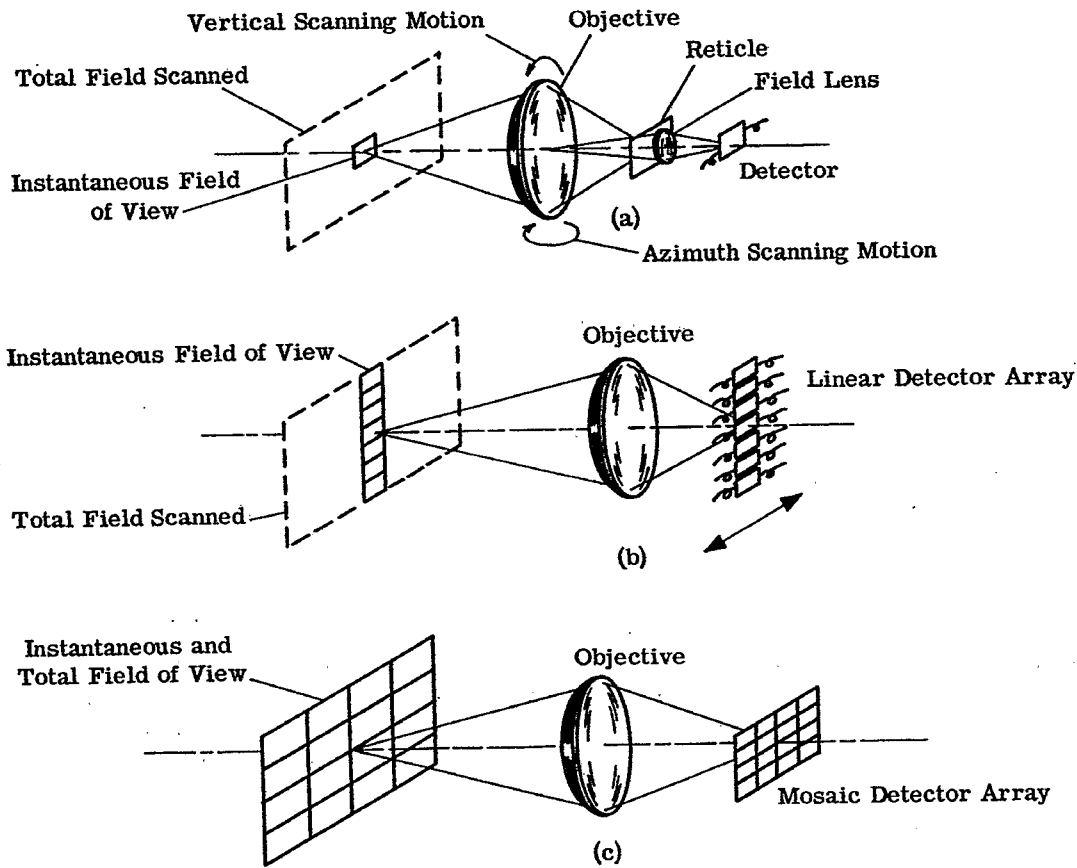 Vertical Scanning Motion
Objective
Reticle
Total Field Scanned
Field Lens
Instantaneous Field
of View
Detector
(a)
Azimuth Scanning Motion
Instantaneous Field of View
Objective
Linear Detector Array
Total Field Scanned
(b)
Instantaneous and
Total Field of View
Objective
Mosaic Detector Array
(c)